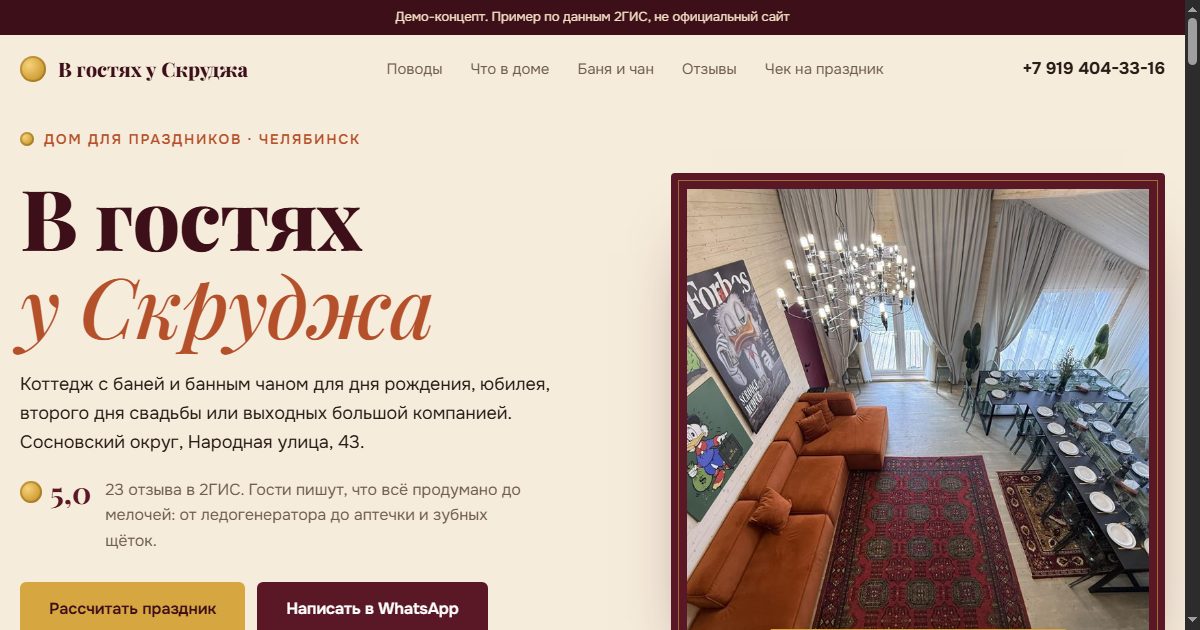 Демо-концепт. Пример по данным 2ГИС, не официальный сайт
В гостях у Скруджа
Поводы
Что в доме
Баня и чан
Отзывы
Чек на праздник
+7 919 404-33-16
ДОМ ДЛЯ ПРАЗДНИКОВ · ЧЕЛЯБИНСК
В гостях
у Скруджа
Коттедж с баней и банным чаном для дня рождения, юбилея,
второго дня свадьбы или выходных большой компанией.
Сосновский округ, Народная улица, 43.
5,0
23 отзыва в 2ГИС. Гости пишут, что всё продумано до
мелочей: от ледогенератора до аптечки и зубных
щёток.
Рассчитать праздник
Написать в WhatsApp
Forbes